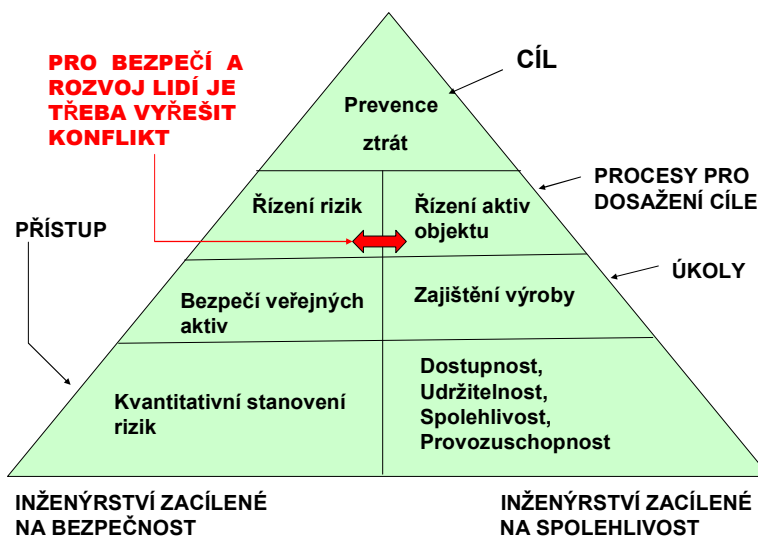 PRO BEZPEČÍ A
ROZVOJ LIDÍ JE
TŘEBA VYŘEŠIT
KONFLIKT
CÍL
Prevence
ztrát
PROCESY PRO
DOSAŽENÍ CÍLE
Řízení rizik
Řízení aktiv
objektu
PŘÍSTUP
ÚKOLY
Bezpečí veřejných
aktiv
Zajištění výroby
Kvantitativní stanovení
rizik
Dostupnost,
Udržitelnost,
Spolehlivost,
Provozuschopnost
INŽENÝRSTVÍ ZACÍLENÉ
NA BEZPEČNOST
INŽENÝRSTVÍ ZACÍLENÉ
NA SPOLEHLIVOST